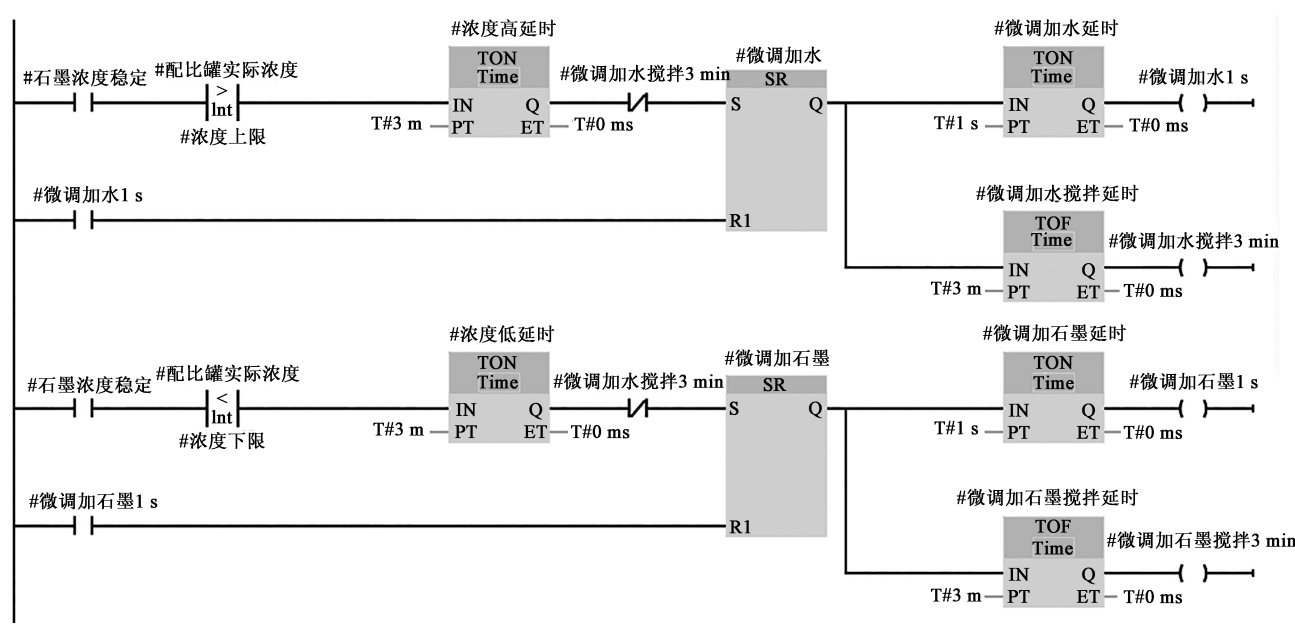 #浓度高延时
#微调加水
#微调加水延时
TON
Time
#石墨浓度稳定
#配比罐实际浓度
>
Int
#浓度上限
IN
Q
T#3 m
PT
ET
T#0 ms
#微调加水搅拌3 min
SR
S
Q
R1
TON
Time
IN
Q
T#1 s
PT
ET
T#0 ms
#微调加水1 s
#微调加水1 s
#微调加水搅拌延时
TOF
Time
#微调加水搅拌3 min
IN
Q
T#3 m
PT
ET
T#0 ms
#浓度低延时
#微调加石墨
#微调加石墨延时
TON
Time
#石墨浓度稳定
#配比罐实际浓度
<
Int
#浓度下限
IN
Q
T#3 m
PT
ET
T#0 ms
#微调加水搅拌3 min
SR
S
Q
R1
TON
Time
IN
Q
T#1 s
PT
ET
T#0 ms
#微调加石墨1 s
#微调加石墨1 s
#微调加石墨搅拌延时
TOF
Time
#微调加石墨搅拌3 min
IN
Q
T#3 m
PT
ET
T#0 ms